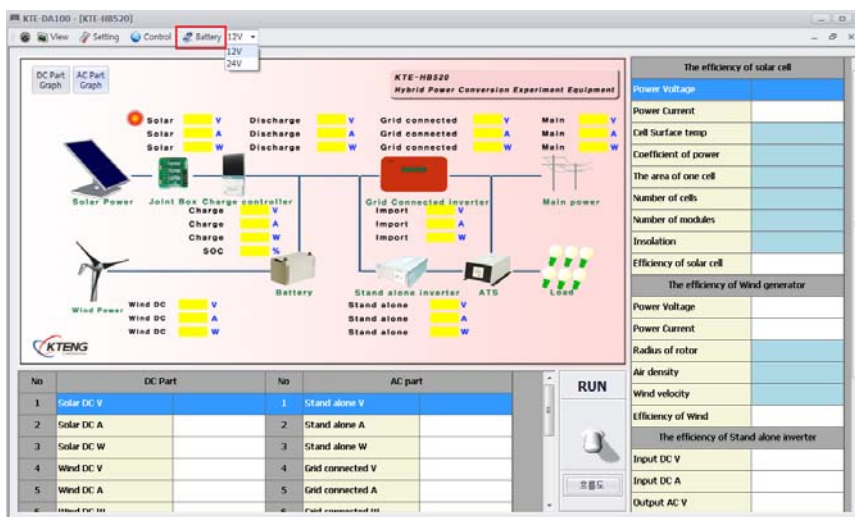 KTE-DA100 - [KTE-HB520]
View Setting Control Battery 12V
12V
24V
DC Part Graph
AC Part Graph
KTE-HB520
Hybrid Power Conversion Experiment Equipment
Solar V Discharge V Grid connected V Main V
Solar A Discharge A Grid connected A Main A
Solar W Discharge W Grid connected W Main W
Solar Power Joint Box Charge controller Grid Connected inverter Main power
Charge V Import V
Charge A Import A
Charge W Import W
SOC %
Battery Stand alone inverter ATS Load
Wind Power
Wind DC V Stand alone V
Wind DC A Stand alone A
Wind DC W Stand alone W
KTENG
No DC Part No AC part
1 Solar DC V 1 Stand alone V
2 Solar DC A 2 Stand alone A
3 Solar DC W 3 Stand alone W
4 Wind DC V 4 Grid connected V
5 Wind DC A 5 Grid connected A
RUN
흐름도
The efficiency of solar cell
Power Voltage
Power Current
Cell Surface temp
Coefficient of power
The area of one cell
Number of cells
Number of modules
Insolation
Efficiency of solar cell
The efficiency of Wind generator
Power Voltage
Power Current
Radius of rotor
Air density
Wind velocity
Efficiency of Wind
The efficiency of Stand alone inverter
Input DC V
Input DC A
Output AC V